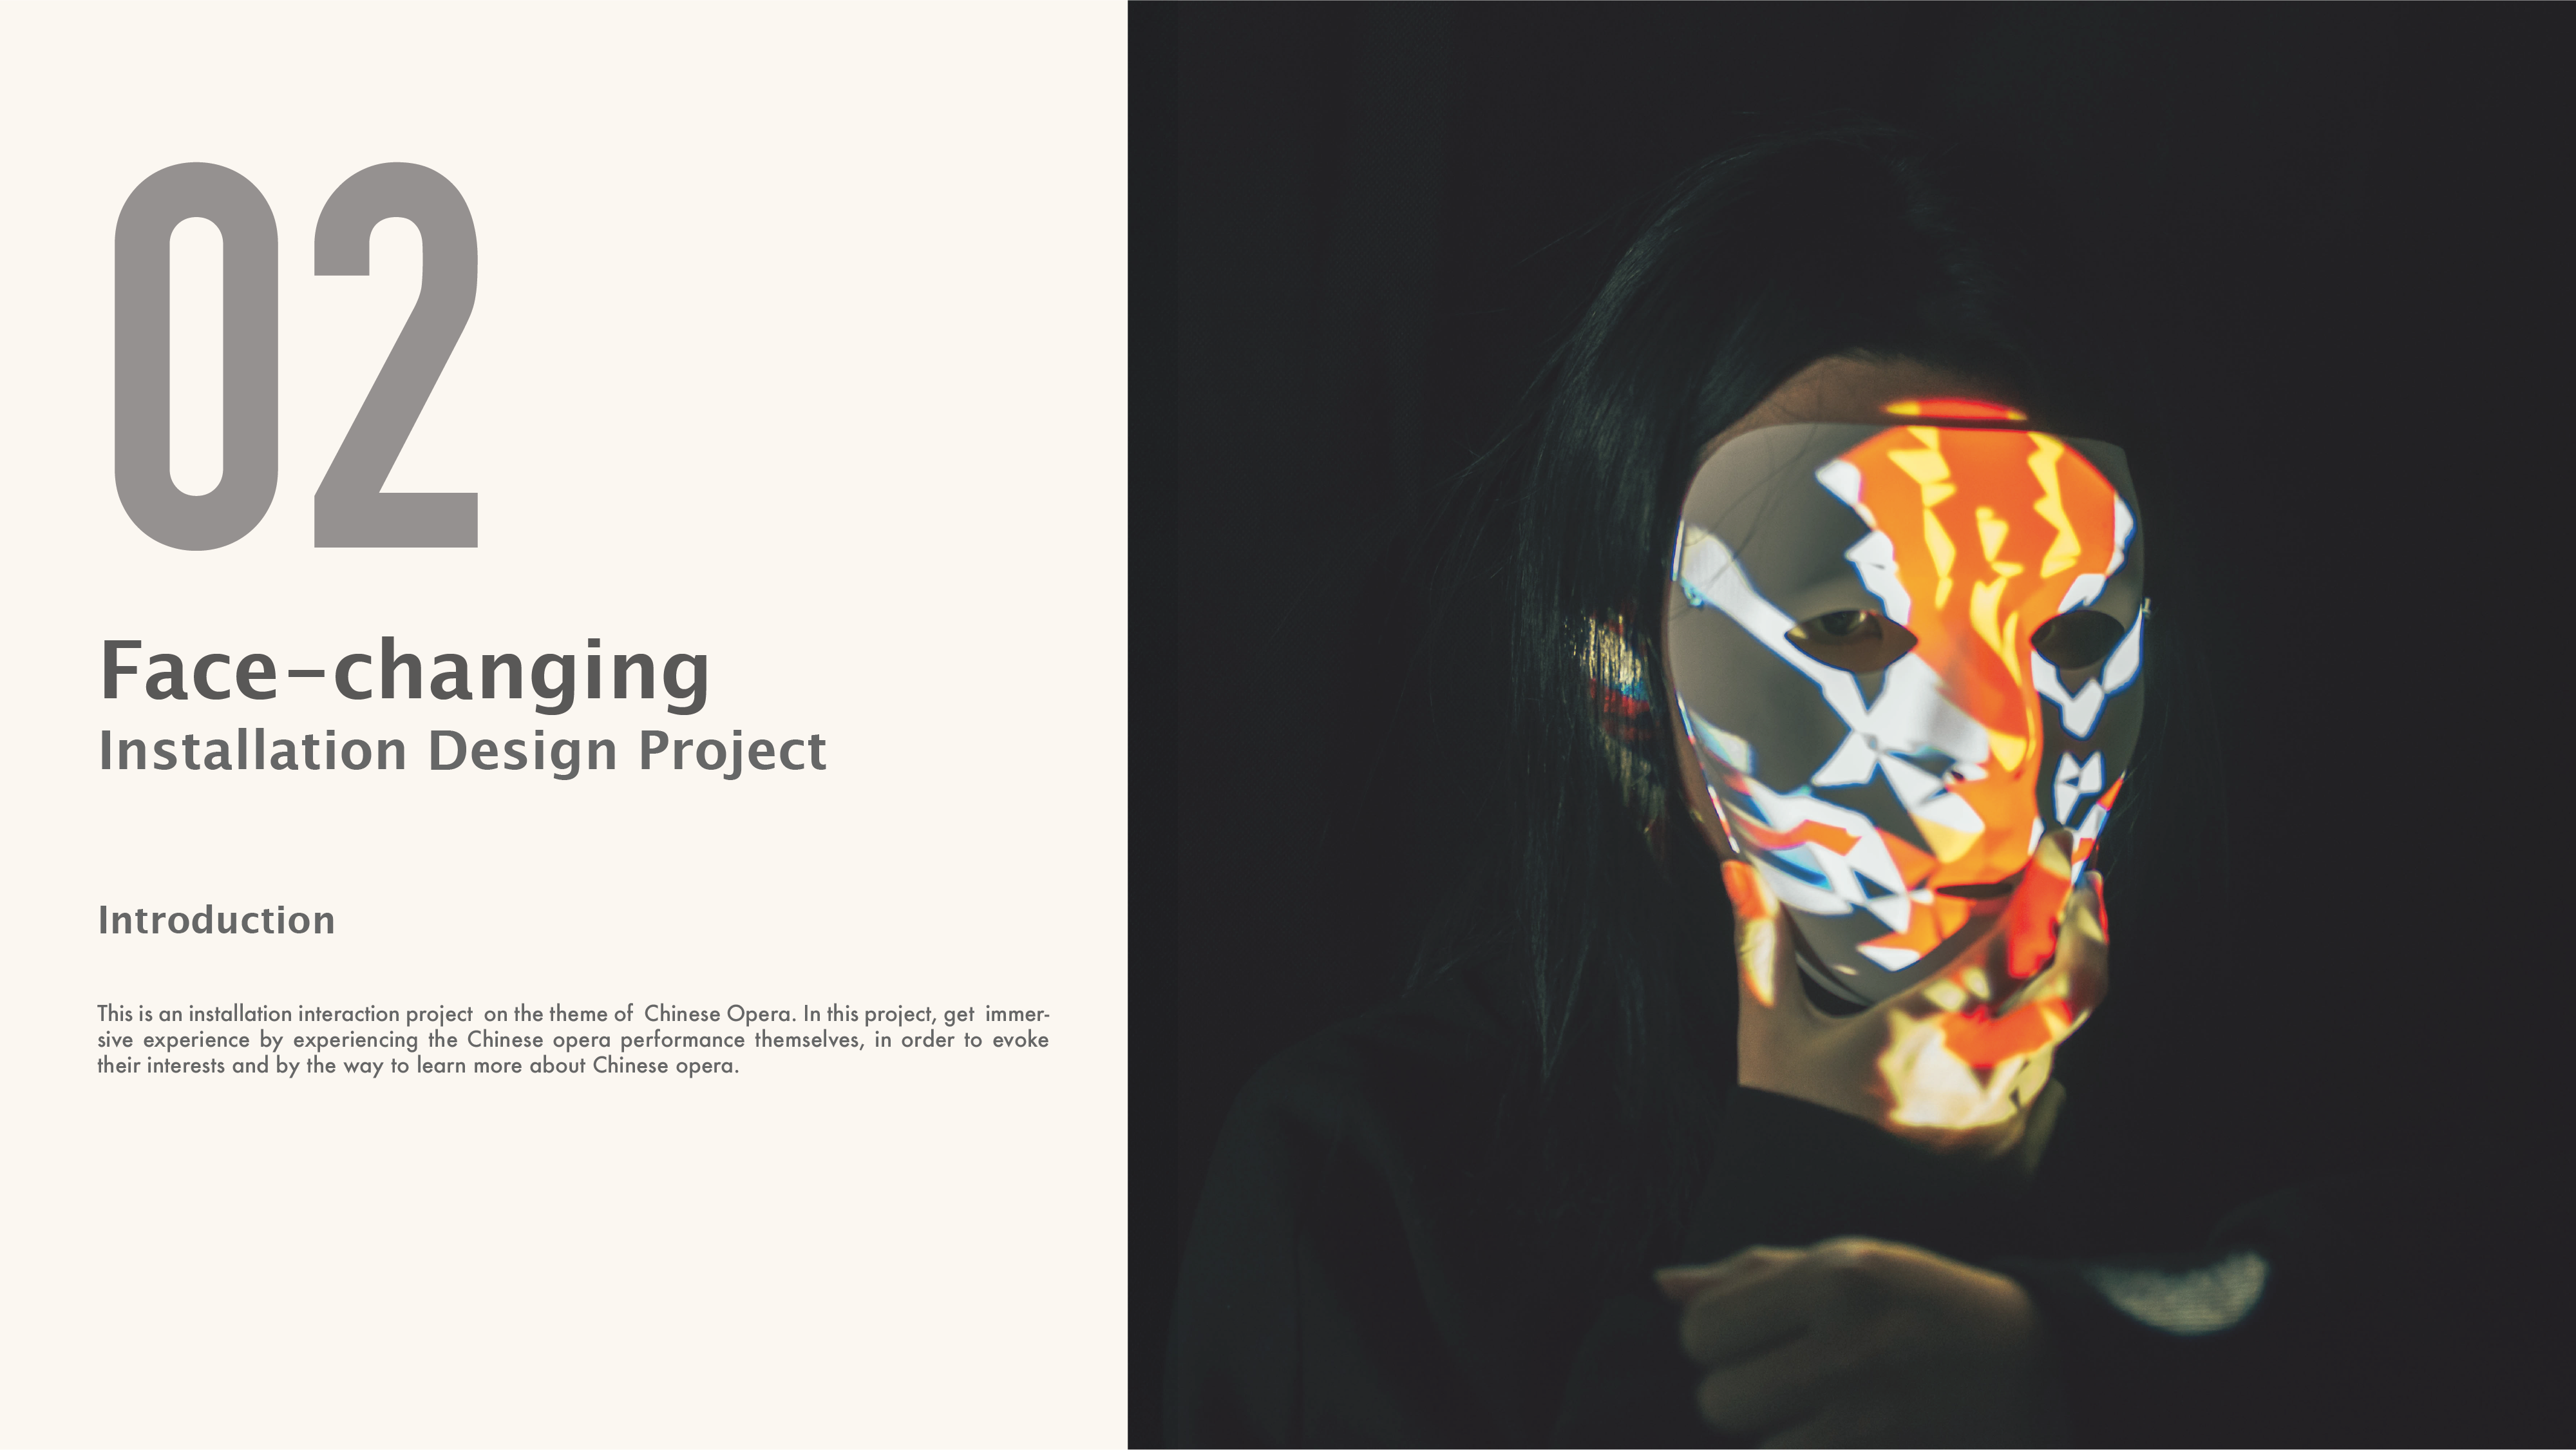 02
Face-changing
Installation Design Project
Introduction
This is an installation interaction project on the theme of Chinese Opera. In this project, get immer-
sive experience by experiencing the Chinese opera performance themselves, in order to evoke
their interests and by the way to learn more about Chinese opera.